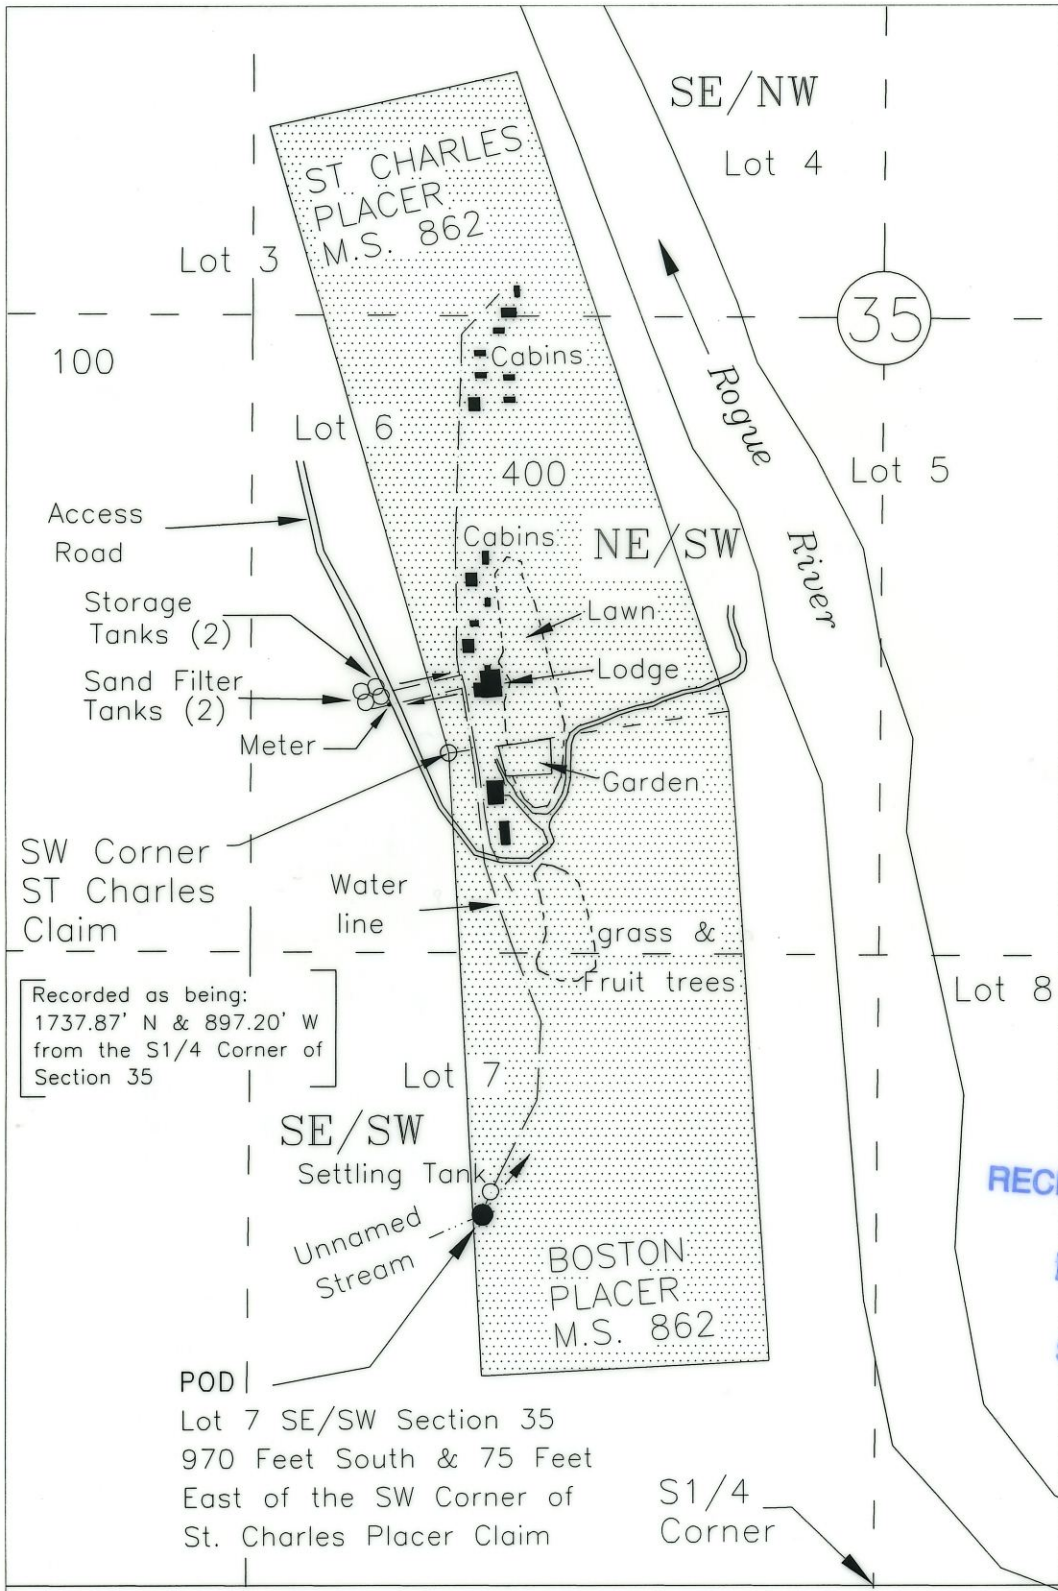 SE/NW
Lot 4
ST CHARLES
PLACER
M.S. 862
Lot 3
35
100
Cabins
Rogue
River
Lot 6
400
Lot 5
Access
Road
Cabins
NE/SW
Storage
Tanks (2)
Lawn
Lodge
Sand Filter
Tanks (2)
Meter
Garden
SW Corner
ST Charles
Claim
Water
line
grass &
Fruit trees
Recorded as being:
1737.87' N & 897.20' W
from the S1/4 Corner of
Section 35
Lot 8
Lot 7
SE/SW
Settling Tank
Unnamed
Stream
BOSTON
PLACER
M.S. 862
POD
Lot 7 SE/SW Section 35
970 Feet South & 75 Feet
East of the SW Corner of
St. Charles Placer Claim
S1/4
Corner